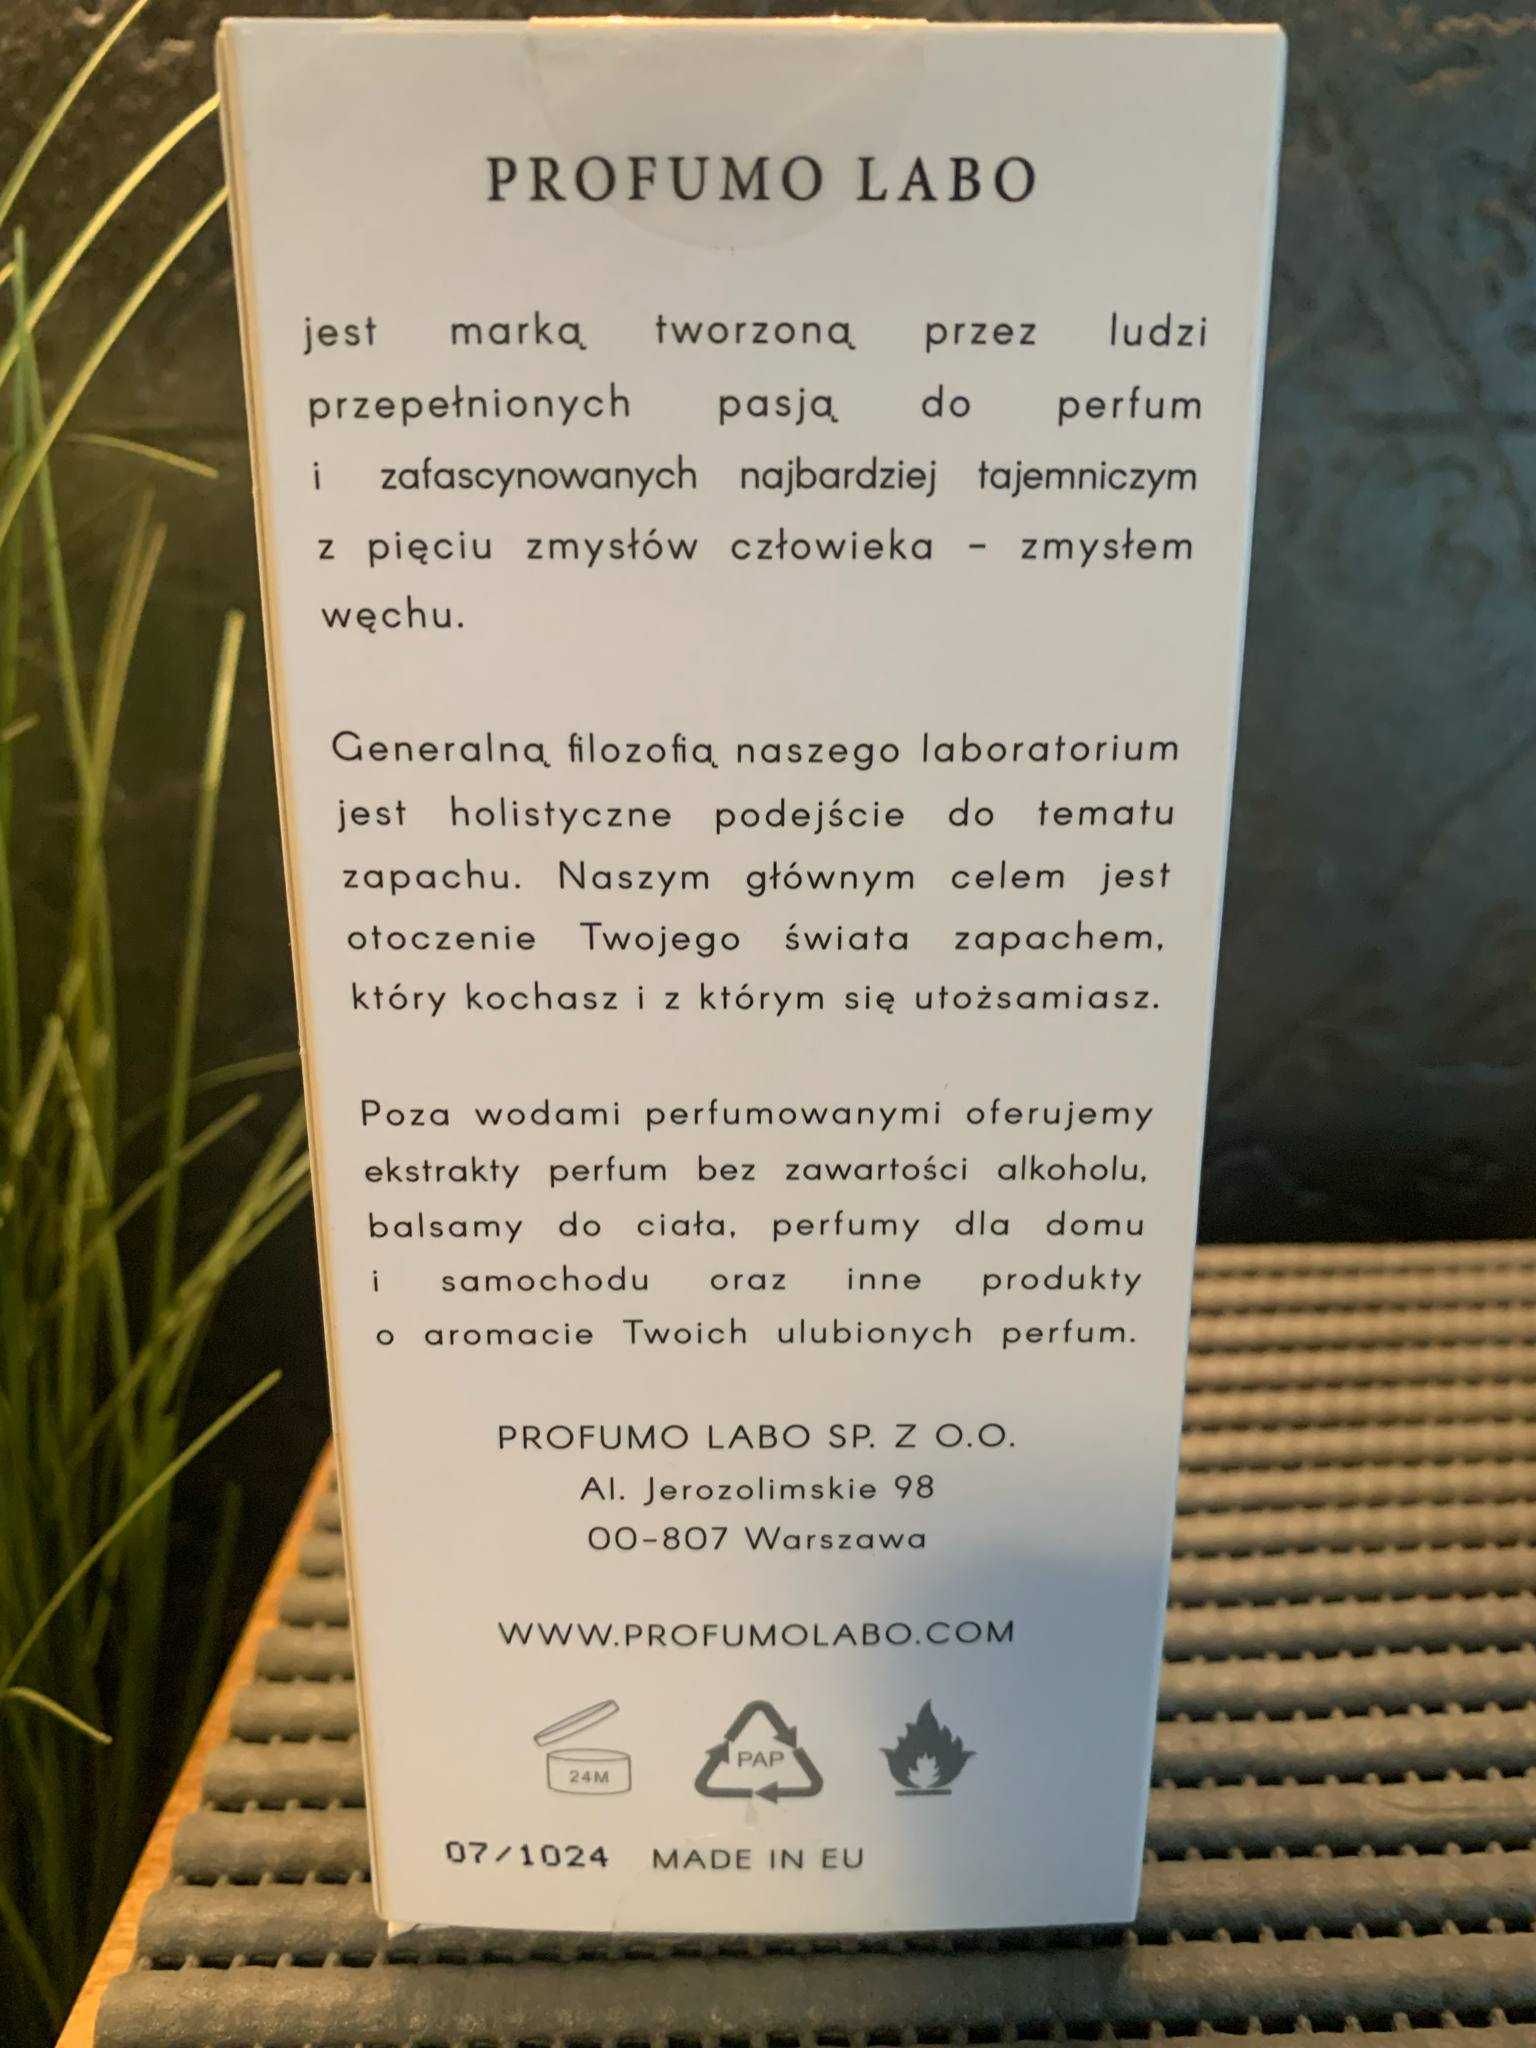 PROFUMO LABO
jest marką tworzoną przez ludzi
przepełnionych pasją do perfum
i zafascynowanych najbardziej tajemniczym
z pięciu zmysłów człowieka - zmysłem
węchu.
Generalną filozofią naszego laboratorium
jest holistyczne podejście do tematu
zapachu. Naszym głównym celem jest
otoczenie Twojego świata zapachem,
który kochasz i z którym się utożsamiasz.
Poza wodami perfumowanymi oferujemy
ekstrakty perfum bez zawartości alkoholu,
balsamy do ciała, perfumy dla domu
i samochodu oraz inne produkty
o aromacie Twoich ulubionych perfum.
PROFUMO LABO SP. Z O.O.
Al. Jerozolimskie 98
00-807 Warszawa
WWW.PROFUMOLABO.COM
24M PAP
07/1024 MADE IN EU